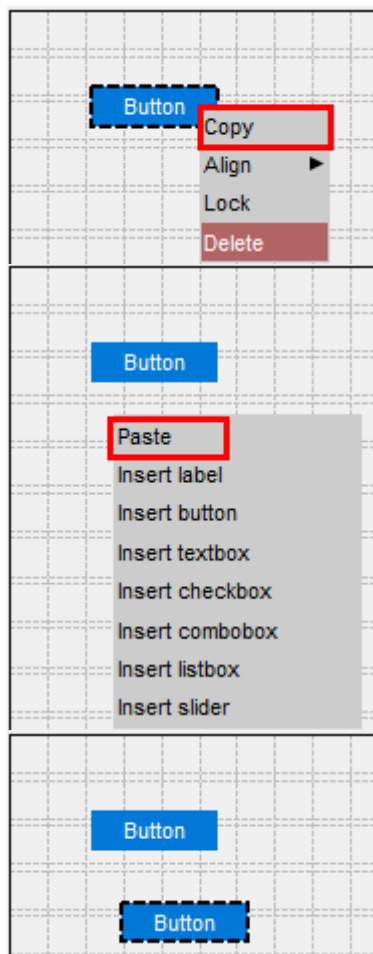 Button
Copy
Align
Lock
Delete
Button
Paste
Insert label
Insert button
Insert textbox
Insert checkbox
Insert combobox
Insert listbox
Insert slider
Button
Button